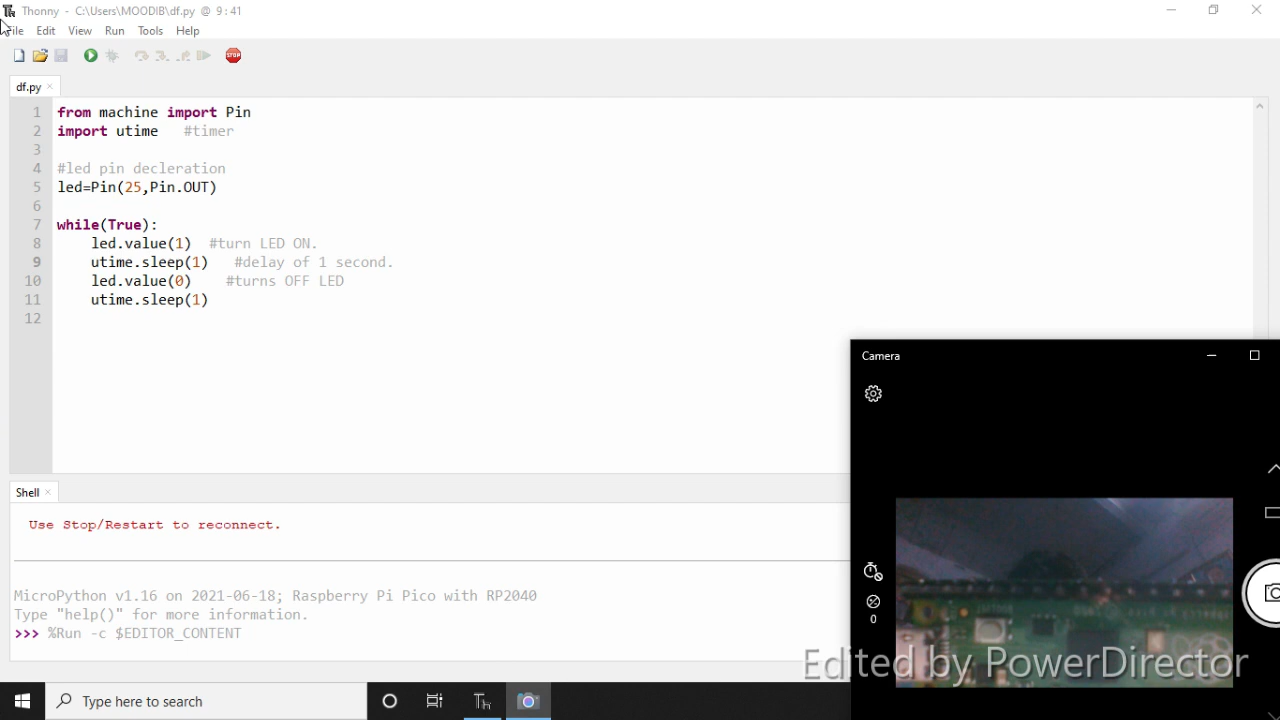 Thonny - C:\Users\MOODIB\df.py @ 9:41
File Edit View Run Tools Help
STOP
df.py
1 from machine import Pin
2 import utime #timer
3
4 #led pin decleration
5 led=Pin(25,Pin.OUT)
6
7 while(True):
8 led.value(1) #turn LED ON.
9 utime.sleep(1) #delay of 1 second.
10 led.value(0) #turns OFF LED
11 utime.sleep(1)
12
Camera
Shell
Use Stop/Restart to reconnect.
MicroPython v1.16 on 2021-06-18; Raspberry Pi Pico with RP2040
Type "help()" for more information.
>>> %Run -c $EDITOR_CONTENT
0
Edited by PowerDirector
Type here to search